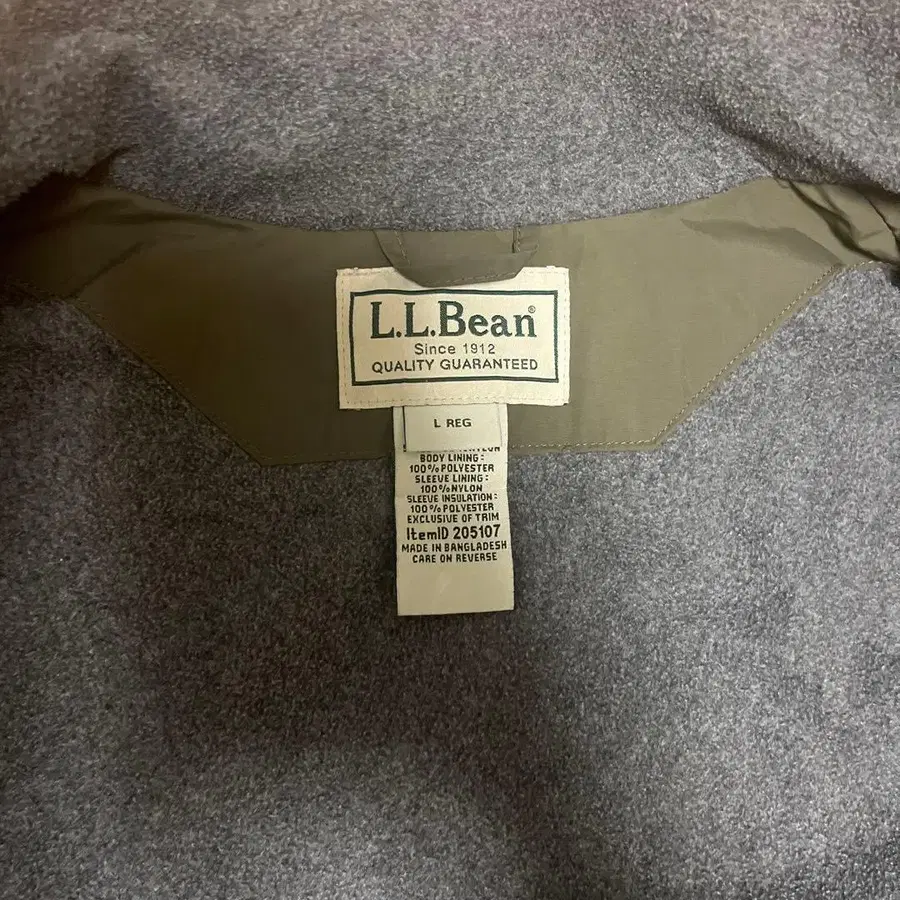 L.L.Bean®
Since 1912
QUALITY GUARANTEED
L REG
BODY LINING:
100% POLYESTER
SLEEVE LINING:
100% NYLON
SLEEVE INSULATION:
100% POLYESTER
EXCLUSIVE OF TRIM
ItemID 205107
MADE IN BANGLADESH
CARE ON REVERSE